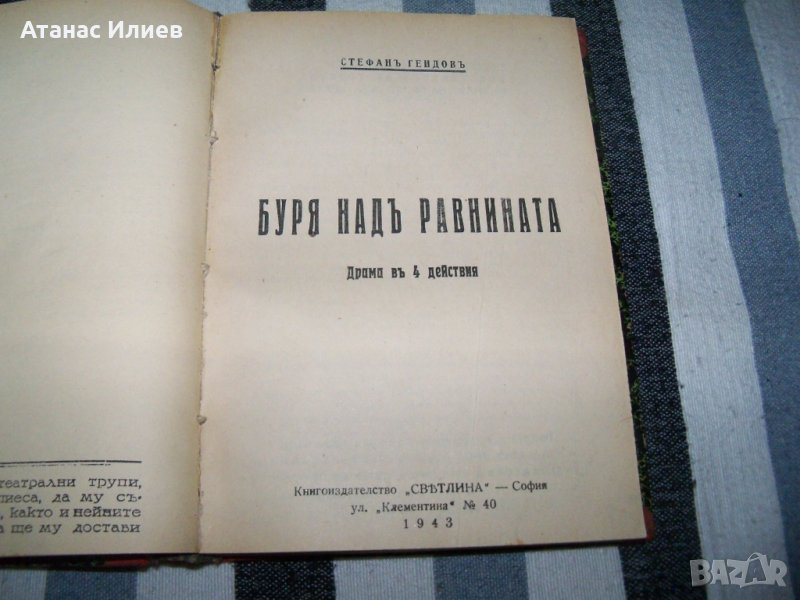 Атанас Илиев
СТЕФАНЪ ГЕНДОВЪ
БУРЯ НАДЪ РАВНИНАТА
Драма въ 4 действия
Книгоиздателство „СВѢТЛИНА“ — София
ул. „Клементина“ № 40
1943
театрални трупи,
пиеса, да му съ-
, както и нейните
а ще му достави
BAZAR